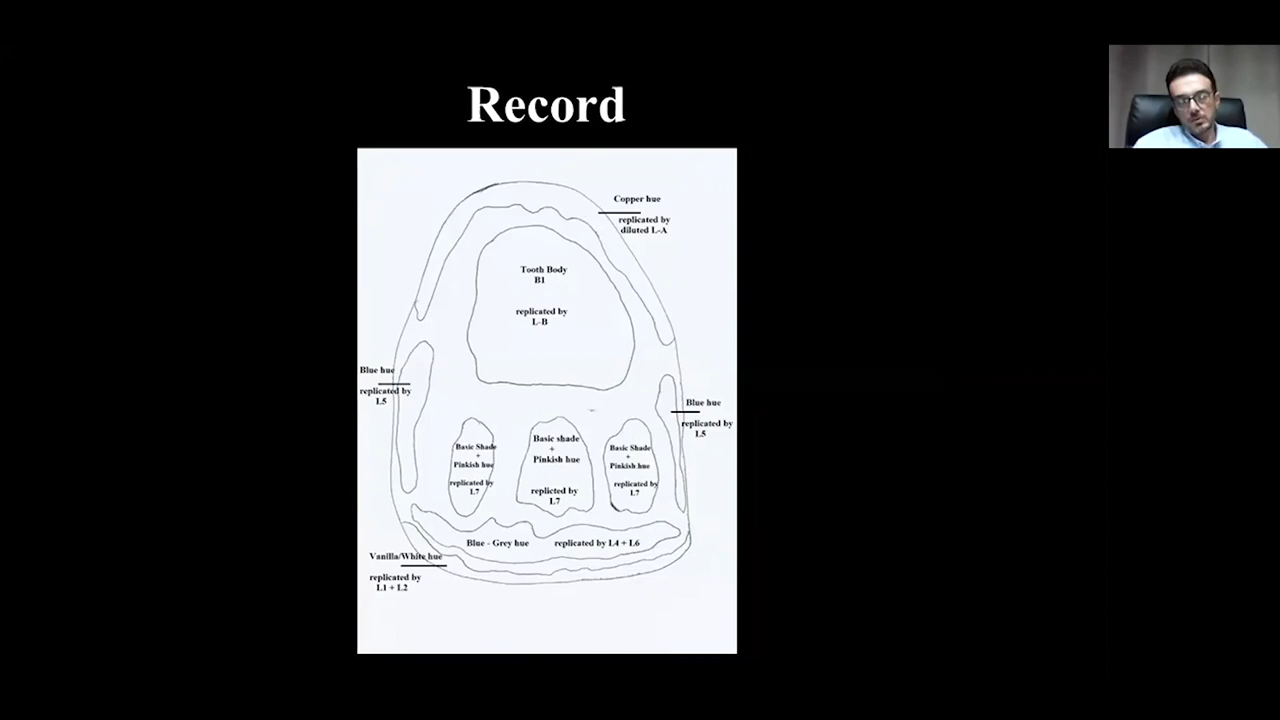 Record
Copper hue
replicated by
diluted L-A
Tooth Body
B1
replicated by
L-B
Blue hue
replicated by
L5
Blue hue
replicated by
L5
Basic Shade
+
Pinkish hue
replicated by
L7
Basic shade
+
Pinkish hue
replicted by
L7
Basic Shade
+
Pinkish hue
replicated by
L7
Blue - Grey hue replicated by L4 + L6
Vanilla/White hue
replicated by
L1 + L2